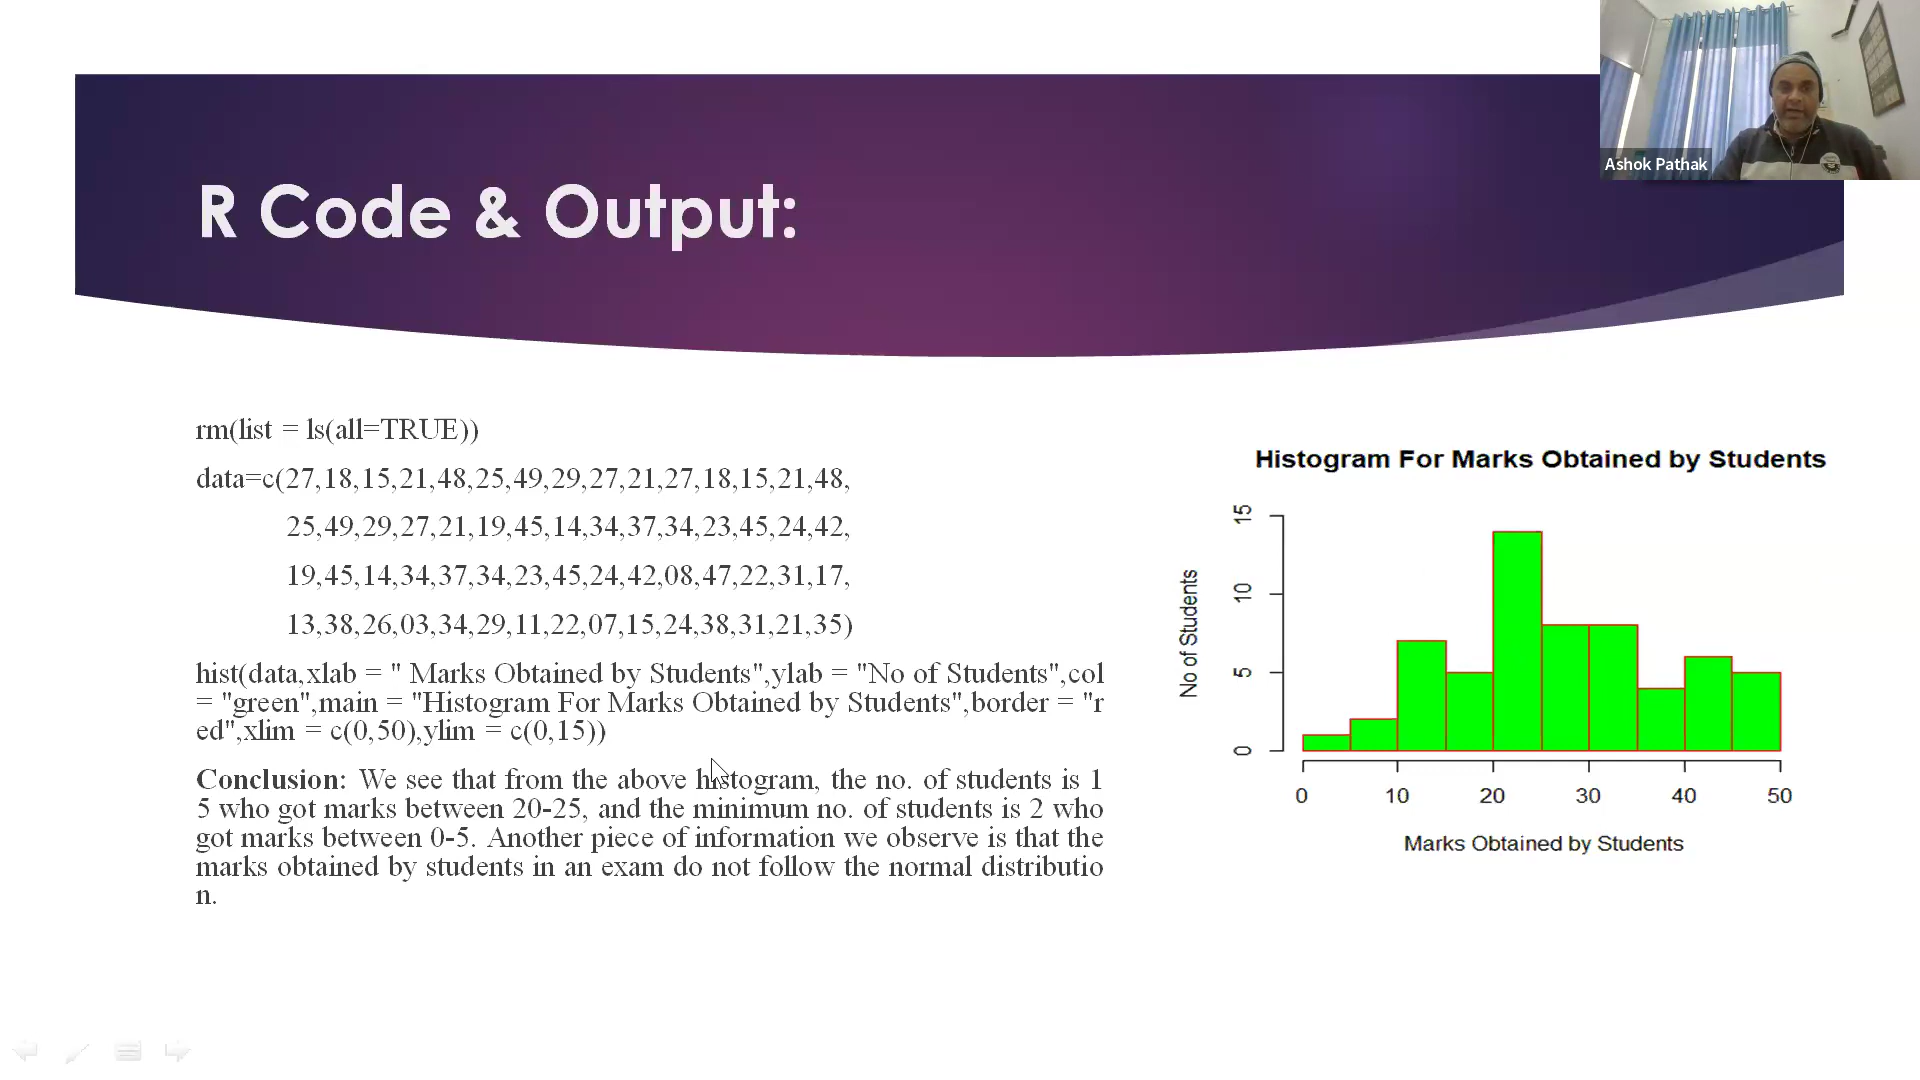 Ashok Pathak
R Code & Output:
rm(list = ls(all=TRUE))
data=c(27,18,15,21,48,25,49,29,27,21,27,18,15,21,48,
25,49,29,27,21,19,45,14,34,37,34,23,45,24,42,
19,45,14,34,37,34,23,45,24,42,08,47,22,31,17,
13,38,26,03,34,29,11,22,07,15,24,38,31,21,35)
hist(data,xlab = " Marks Obtained by Students",ylab = "No of Students",col
= "green",main = "Histogram For Marks Obtained by Students",border = "r
ed",xlim = c(0,50),ylim = c(0,15))
Conclusion: We see that from the above histogram, the no. of students is 1
5 who got marks between 20-25, and the minimum no. of students is 2 who
got marks between 0-5. Another piece of information we observe is that the
marks obtained by students in an exam do not follow the normal distributio
n.
Histogram For Marks Obtained by Students
No of Students
15
10
5
0
0 10 20 30 40 50
Marks Obtained by Students